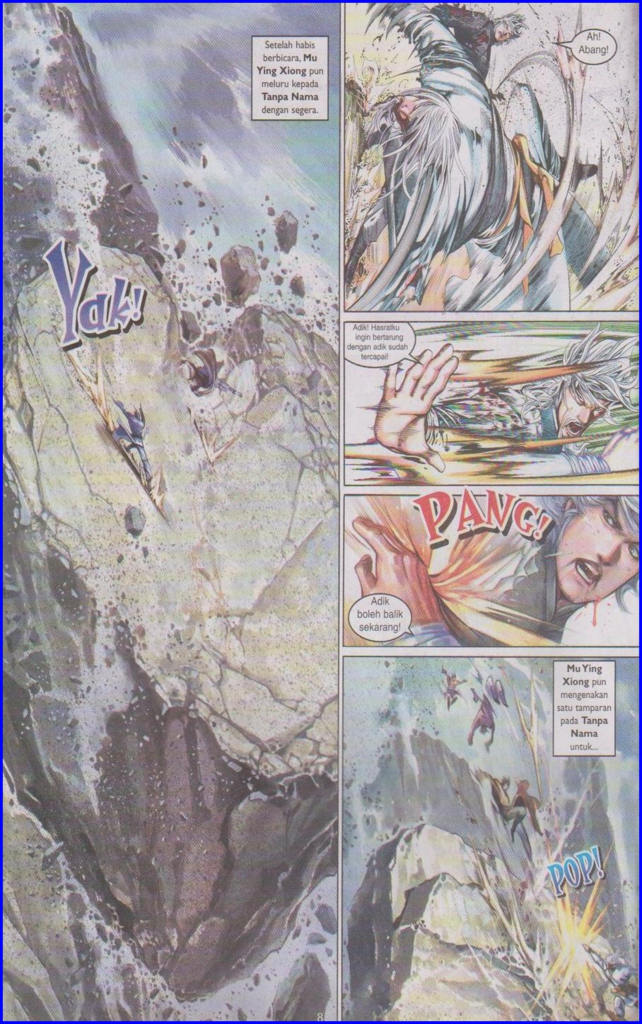 Setelah habis
berbicara, Mu
Ying Xiong pun
meluru kepada
Tanpa Nama
dengan segera.
Yak!
Ah!
Abang!
Adik! Hasratku
ingin bertarung
dengan adik sudah
tercapai!
PANG!
Adik
boleh balik
sekarang!
Mu Ying
Xiong pun
mengenakan
satu tamparan
pada Tanpa
Nama
untuk...
POP!
8